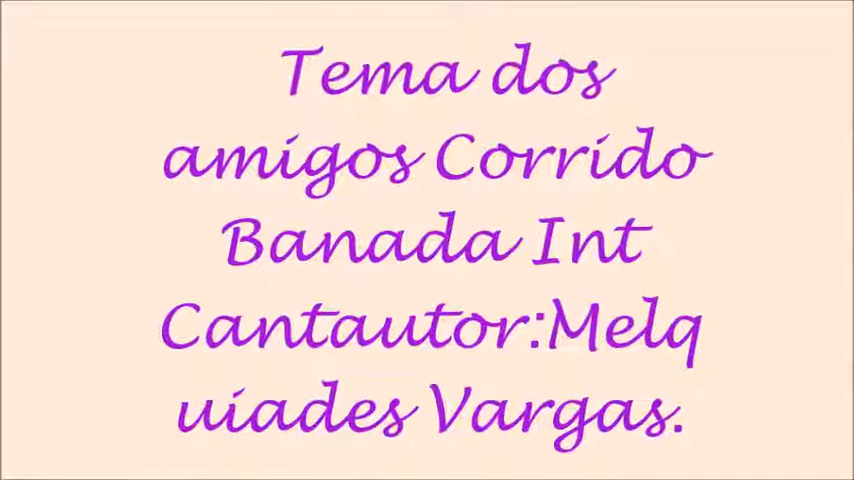 Tema dos
amigos Corrido
Banada Int
Cantautor:Melq
uiades Vargas.